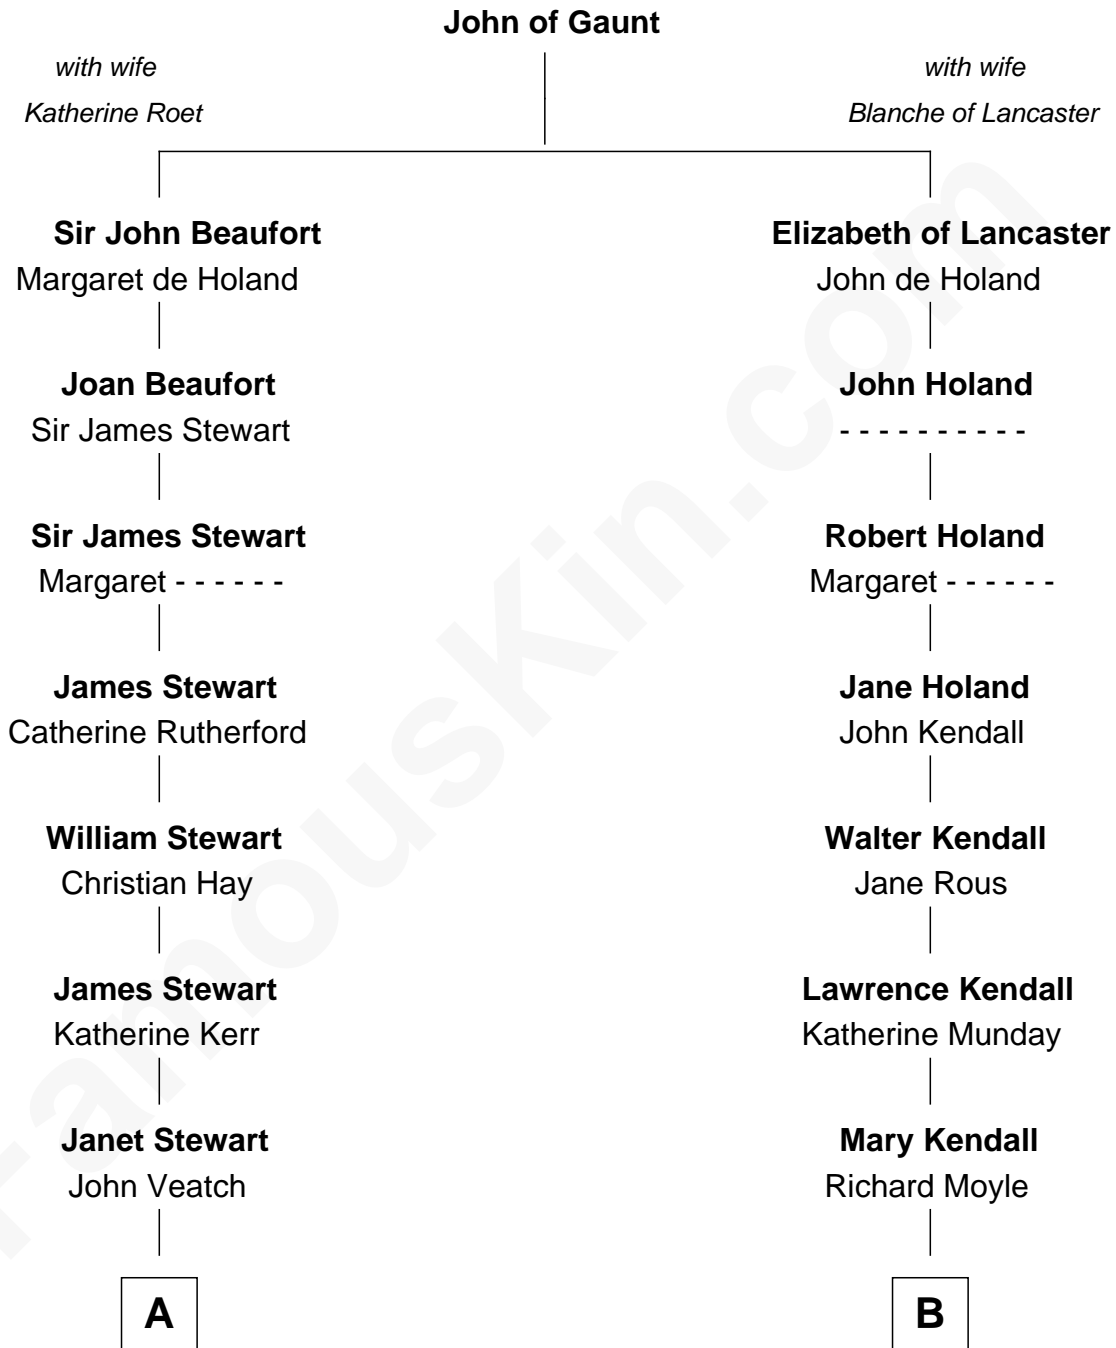 John of Gaunt
with wife
Katherine Roet
with wife
Blanche of Lancaster
Sir John Beaufort
Margaret de Holand
Elizabeth of Lancaster
John de Holand
Joan Beaufort
Sir James Stewart
John Holand
- - - - - - - - - -
Sir James Stewart
Margaret - - - - - -
Robert Holand
Margaret - - - - - -
James Stewart
Catherine Rutherford
Jane Holand
John Kendall
William Stewart
Christian Hay
Walter Kendall
Jane Rous
James Stewart
Katherine Kerr
Lawrence Kendall
Katherine Munday
Janet Stewart
John Veatch
Mary Kendall
Richard Moyle
A
B
FamousKin.com